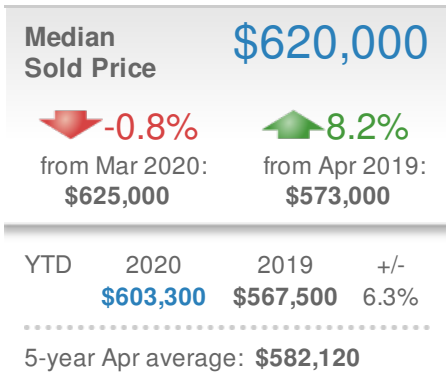 Median
Sold Price
$620,000
-0.8%
from Mar 2020:
$625,000
8.2%
from Apr 2019:
$573,000
YTD 2020 2019 +/-
$603,300 $567,500 6.3%
5-year Apr average: $582,120